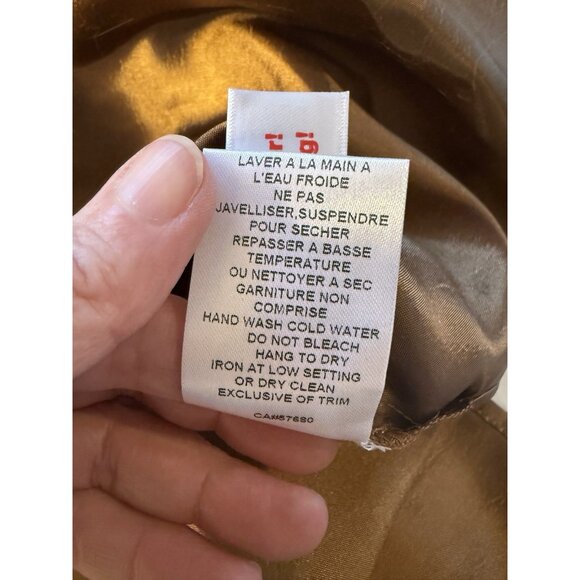 LAVER A LA MAIN A
L'EAU FROIDE
NE PAS
JAVELLISER,SUSPENDRE
POUR SECHER
REPASSER A BASSE
TEMPERATURE
OU NETTOYER A SEC
GARNITURE NON
COMPRISE
HAND WASH COLD WATER
DO NOT BLEACH
HANG TO DRY
IRON AT LOW SETTING
OR DRY CLEAN
EXCLUSIVE OF TRIM
CA#57680